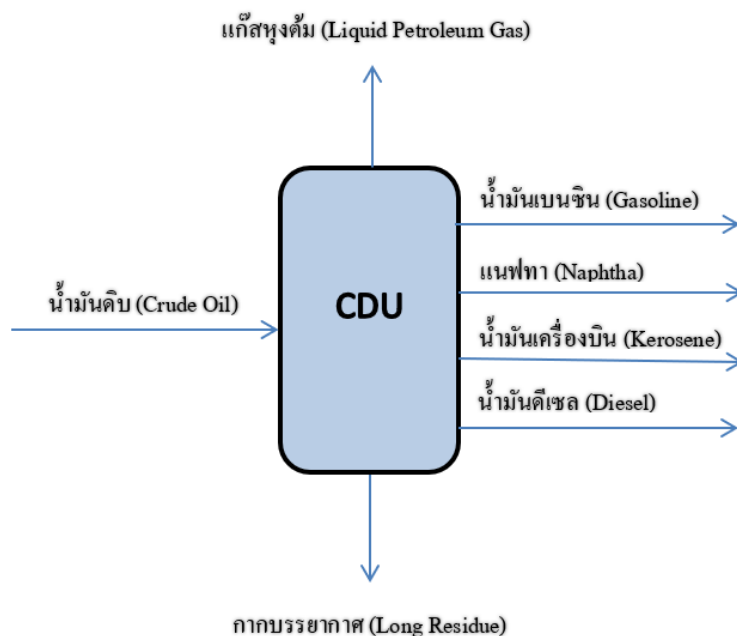 แก๊สหุงต้ม (Liquid Petroleum Gas)
น้ำมันเบนซิน (Gasoline)
แนฟทา (Naphtha)
น้ำมันดิบ (Crude Oil)
CDU
น้ำมันเครื่องบิน (Kerosene)
น้ำมันดีเซล (Diesel)
กากบรรยากาศ (Long Residue)